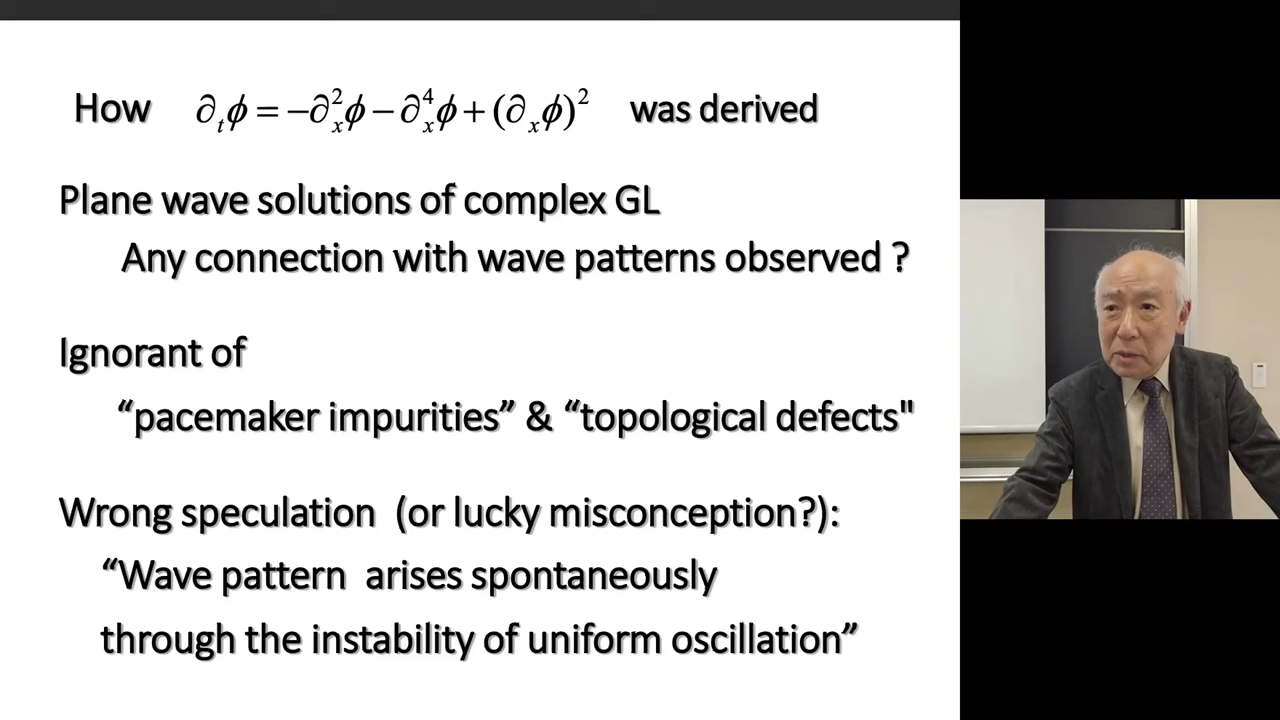 How ∂ₜϕ = −∂ₓ²ϕ − ∂ₓ⁴ϕ + (∂ₓϕ)² was derived
Plane wave solutions of complex GL
Any connection with wave patterns observed ?
Ignorant of
“pacemaker impurities” & “topological defects"
Wrong speculation (or lucky misconception?):
“Wave pattern arises spontaneously
through the instability of uniform oscillation”